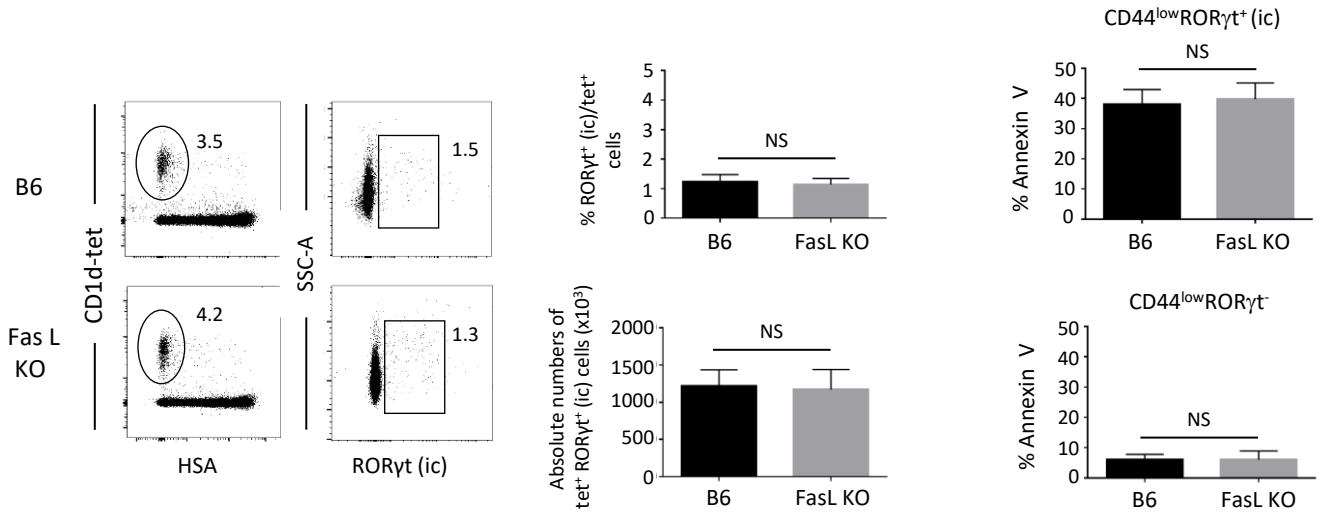 B6
Fas L
KO
CD1d-tet
3.5
4.2
HSA
SSC-A
1.5
1.3
RORγt (ic)
% RORγt⁺ (ic)/tet⁺
cells
5
4
3
2
1
0
NS
B6
FasL KO
Absolute numbers of
tet⁺ RORγt⁺ (ic) cells (x10³)
2000
1500
1000
500
0
NS
B6
FasL KO
CD44ˡᵒʷRORγt⁺ (ic)
% Annexin V
50
40
30
20
10
0
NS
B6
FasL KO
CD44ˡᵒʷRORγt⁻
% Annexin V
50
40
30
20
10
0
NS
B6
FasL KO